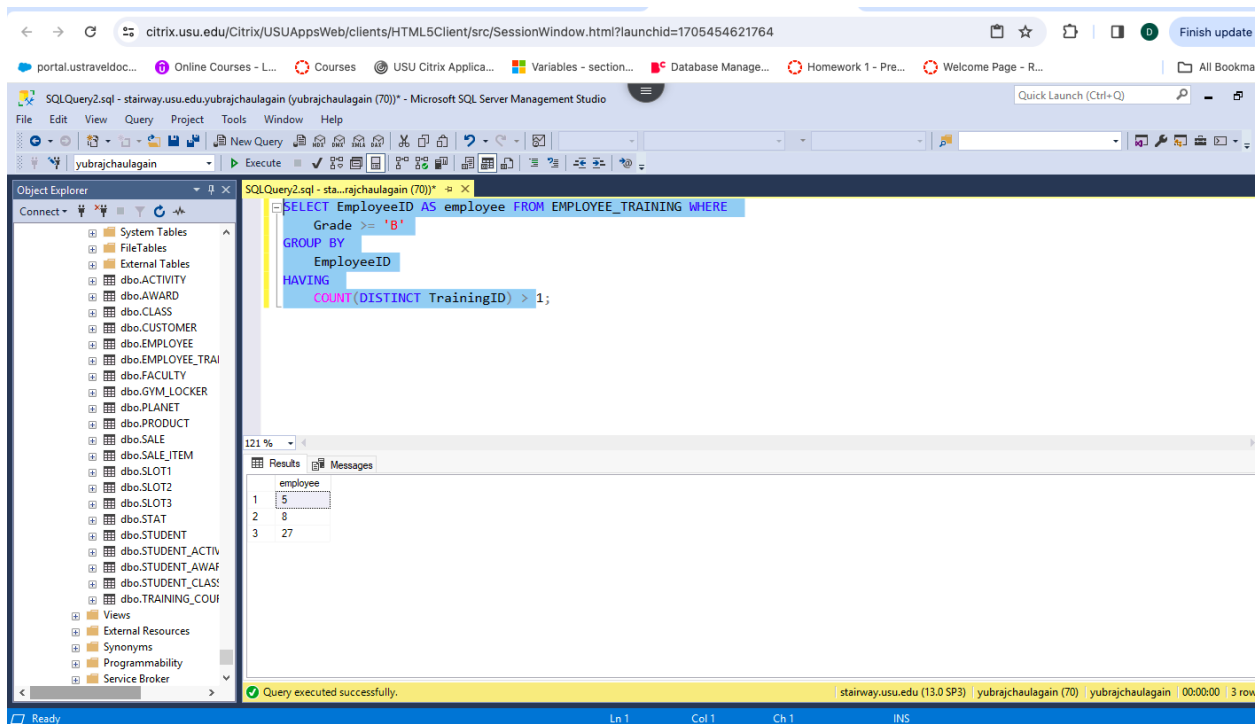 citrix.usu.edu/Citrix/USUAppsWeb/clients/HTML5Client/src/SessionWindow.html?launchid=1705454621764
D
Finish update
portal.ustraveldoc...
Online Courses - L...
Courses
USU Citrix Applica...
Variables - section...
Database Manage...
Homework 1 - Pre...
Welcome Page - R...
All Bookma
SQLQuery2.sql - stairway.usu.edu.yubrajchaulagain (yubrajchaulagain (70))* - Microsoft SQL Server Management Studio
Quick Launch (Ctrl+Q)
File Edit View Query Project Tools Window Help
New Query
yubrajchaulagain
Execute
Object Explorer
Connect
System Tables
FileTables
External Tables
dbo.ACTIVITY
dbo.AWARD
dbo.CLASS
dbo.CUSTOMER
dbo.EMPLOYEE
dbo.EMPLOYEE_TRAI
dbo.FACULTY
dbo.GYM_LOCKER
dbo.PLANET
dbo.PRODUCT
dbo.SALE
dbo.SALE_ITEM
dbo.SLOT1
dbo.SLOT2
dbo.SLOT3
dbo.STAT
dbo.STUDENT
dbo.STUDENT_ACTIV
dbo.STUDENT_AWAR
dbo.STUDENT_CLASS
dbo.TRAINING_COUR
Views
External Resources
Synonyms
Programmability
Service Broker
SQLQuery2.sql - sta...rajchaulagain (70))*
SELECT EmployeeID AS employee FROM EMPLOYEE_TRAINING WHERE
Grade >= 'B'
GROUP BY
EmployeeID
HAVING
COUNT(DISTINCT TrainingID) > 1;
121 %
Results Messages
employee
1 5
2 8
3 27
Query executed successfully.
stairway.usu.edu (13.0 SP3) yubrajchaulagain (70) yubrajchaulagain 00:00:00 3 row
Ready Ln 1 Col 1 Ch 1 INS